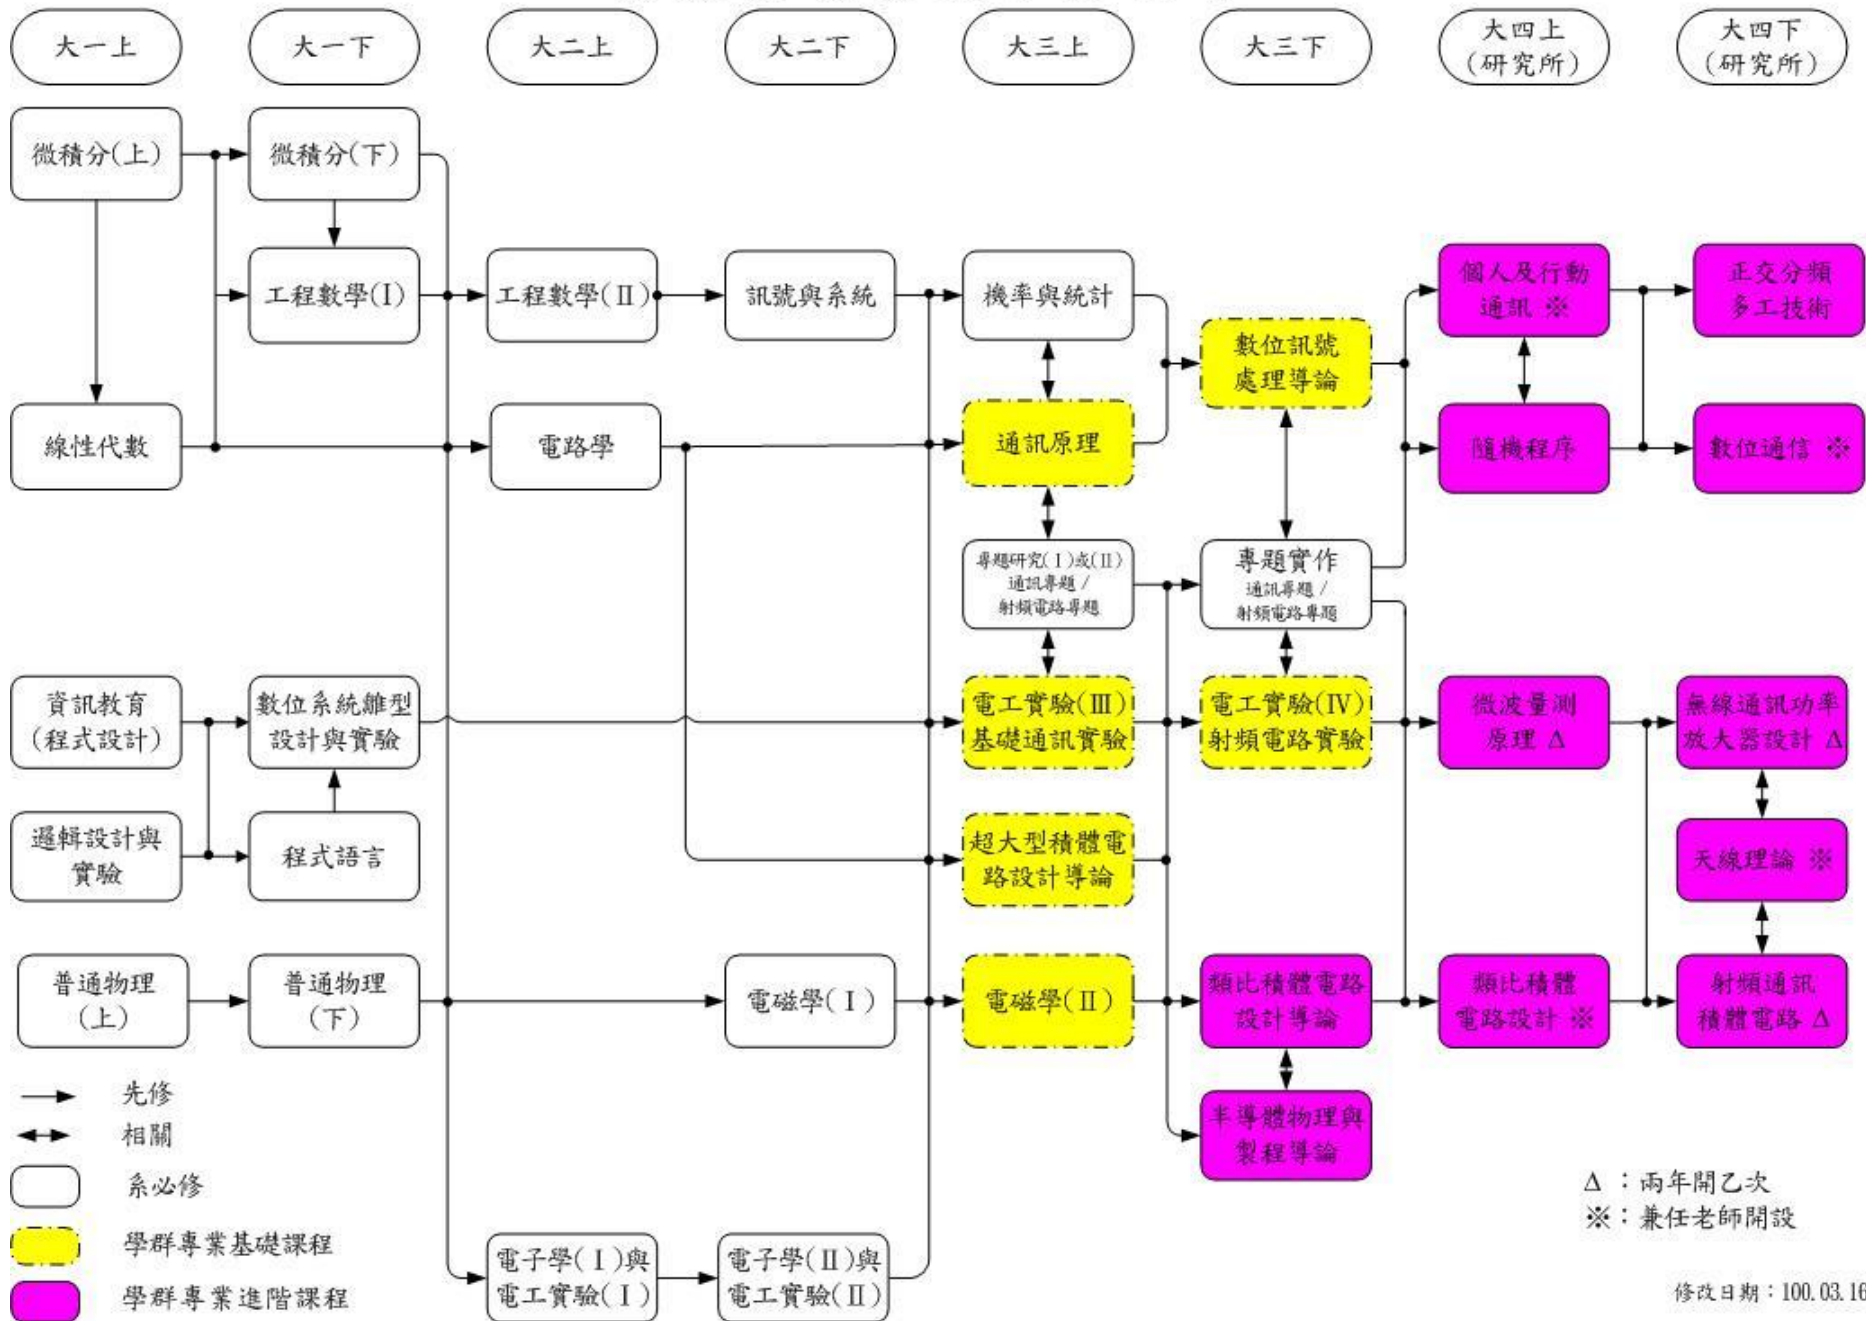 大一上
大一下
大二上
大二下
大三上
大三下
大四上
(研究所)
大四下
(研究所)
微積分(上)
微積分(下)
工程數學(I)
工程數學(II)
訊號與系統
機率與統計
數位訊號
處理導論
個人及行動
通訊 ※
正交分頻
多工技術
線性代數
電路學
通訊原理
隨機程序
數位通信 ※
專題研究(I)或(II)
通訊專題 /
射頻電路專題
專題實作
通訊專題 /
射頻電路專題
資訊教育
(程式設計)
數位系統雛型
設計與實驗
電工實驗(III)
基礎通訊實驗
電工實驗(IV)
射頻電路實驗
微波量測
原理 Δ
無線通訊功率
放大器設計 Δ
邏輯設計與
實驗
程式語言
超大型積體電
路設計導論
天線理論 ※
普通物理
(上)
普通物理
(下)
電磁學(I)
電磁學(II)
類比積體電路
設計導論
類比積體
電路設計 ※
射頻通訊
積體電路 Δ
半導體物理與
製程導論
電子學(I)與
電工實驗(I)
電子學(II)與
電工實驗(II)
先修
相關
系必修
學群專業基礎課程
學群專業進階課程
Δ：兩年開乙次
※：兼任老師開設
修改日期：100.03.16